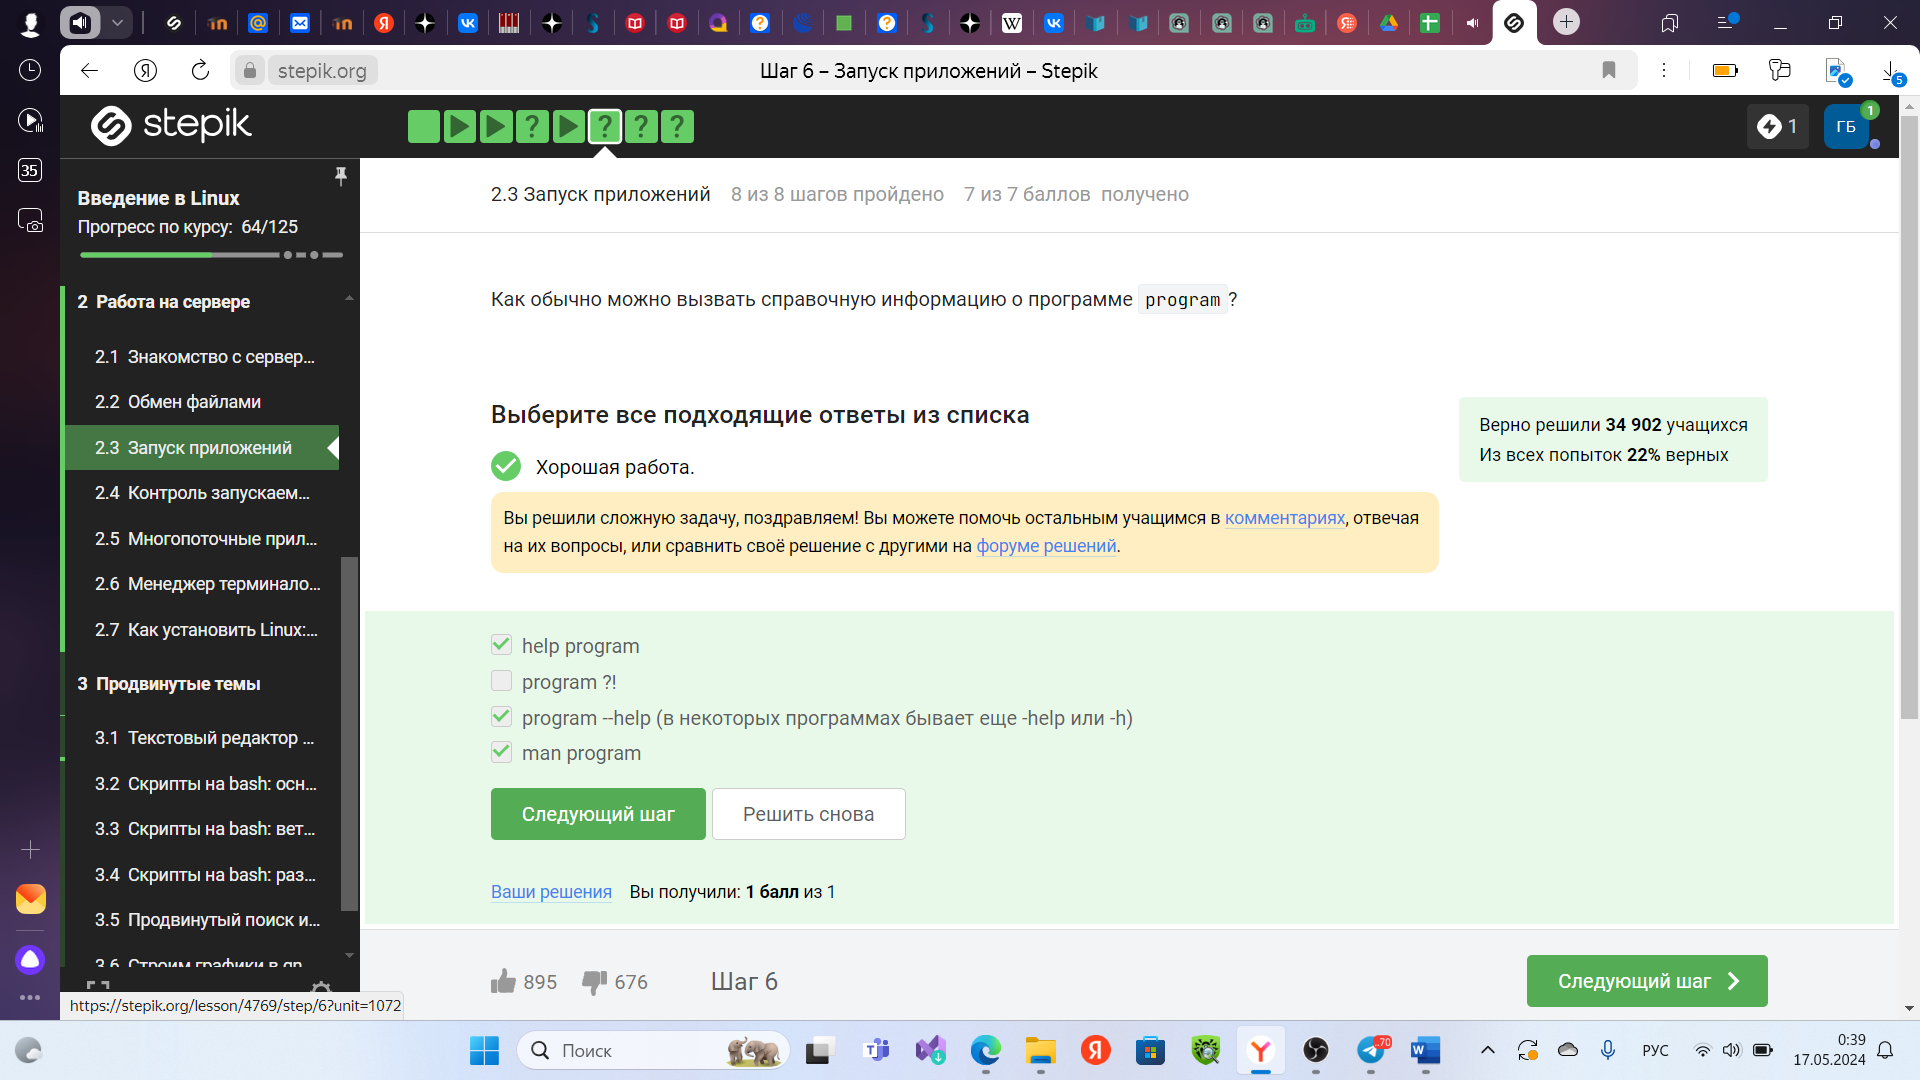 35
stepik.org
Шаг 6 – Запуск приложений – Stepik
5
stepik
?
?
?
?
1
ГБ
1
Введение в Linux
Прогресс по курсу: 64/125
2 Работа на сервере
2.1 Знакомство с сервер...
2.2 Обмен файлами
2.3 Запуск приложений
2.4 Контроль запускаем...
2.5 Многопоточные прил...
2.6 Менеджер терминало...
2.7 Как установить Linux:...
3 Продвинутые темы
3.1 Текстовый редактор ...
3.2 Скрипты на bash: осн...
3.3 Скрипты на bash: вет...
3.4 Скрипты на bash: раз...
3.5 Продвинутый поиск и...
3.6 Строим графики в gn
https://stepik.org/lesson/4769/step/6?unit=1072
2.3 Запуск приложений 8 из 8 шагов пройдено 7 из 7 баллов получено
Как обычно можно вызвать справочную информацию о программе program?
Выберите все подходящие ответы из списка
Хорошая работа.
Вы решили сложную задачу, поздравляем! Вы можете помочь остальным учащимся в комментариях, отвечая
на их вопросы, или сравнить своё решение с другими на форуме решений.
Верно решили 34 902 учащихся
Из всех попыток 22% верных
help program
program ?!
program --help (в некоторых программах бывает еще -help или -h)
man program
Следующий шаг
Решить снова
Ваши решения Вы получили: 1 балл из 1
895
676
Шаг 6
Следующий шаг
Поиск
РУС
0:39
17.05.2024